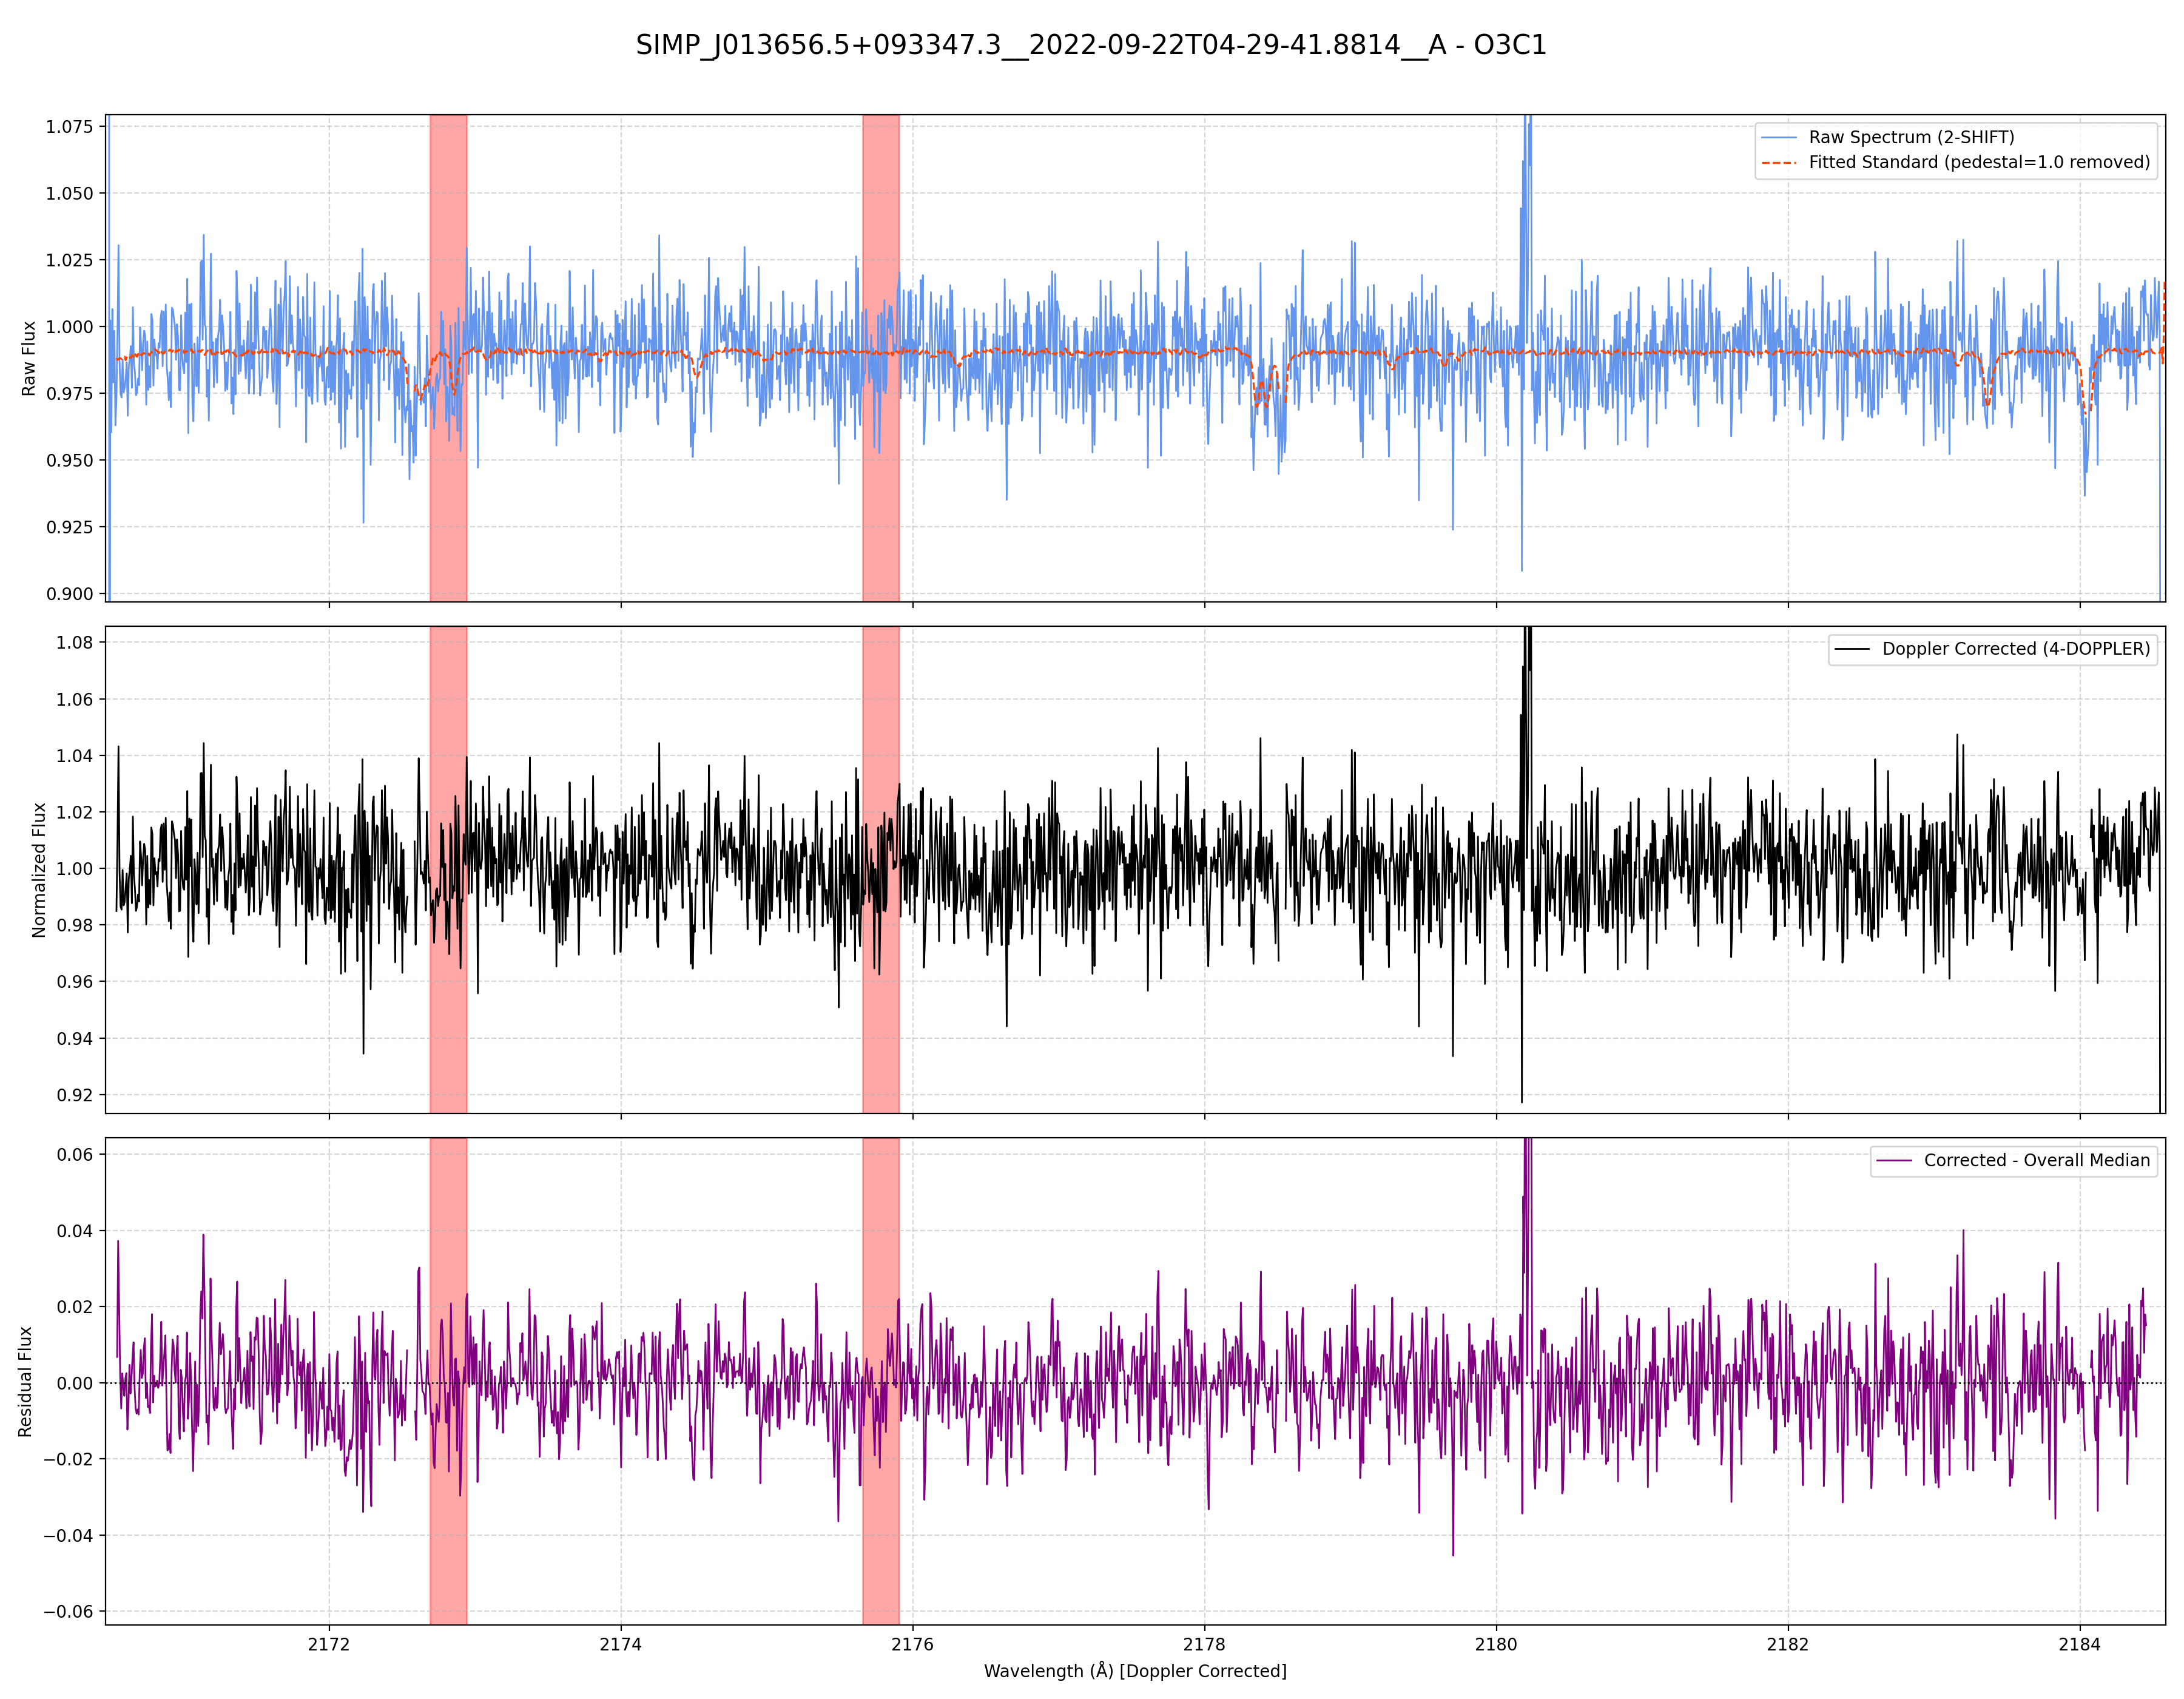 SIMP_J013656.5+093347.3__2022-09-22T04-29-41.8814__A - O3C1
1.075
1.050
1.025
1.000
0.975
0.950
0.925
0.900
Raw Flux
Raw Spectrum (2-SHIFT)
Fitted Standard (pedestal=1.0 removed)
1.08
1.06
1.04
1.02
1.00
0.98
0.96
0.94
0.92
Normalized Flux
Doppler Corrected (4-DOPPLER)
0.06
0.04
0.02
0.00
−0.02
−0.04
−0.06
Residual Flux
Corrected - Overall Median
2172 2174 2176 2178 2180 2182 2184
Wavelength (Å) [Doppler Corrected]